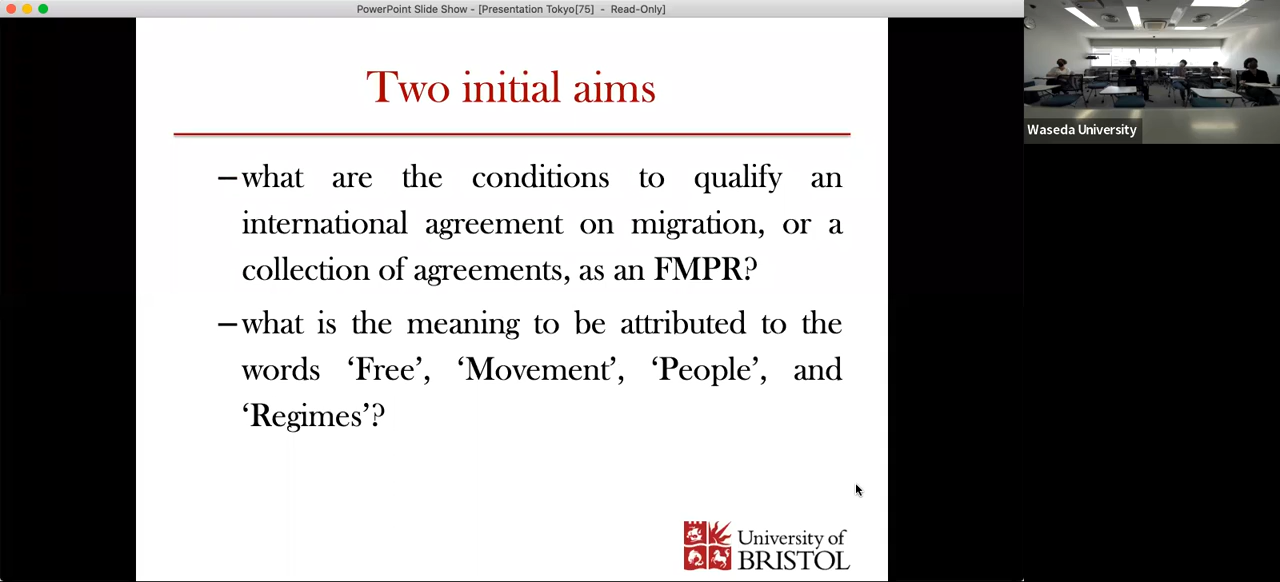 PowerPoint Slide Show - [Presentation Tokyo[75] - Read-Only]
Two initial aims
–what are the conditions to qualify an
international agreement on migration, or a
collection of agreements, as an FMPR?
–what is the meaning to be attributed to the
words ‘Free’, ‘Movement’, ‘People’, and
‘Regimes’?
University of
BRISTOL
Waseda University